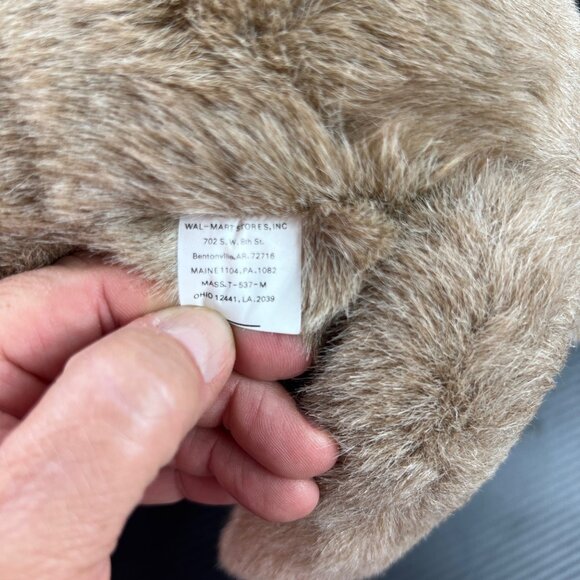 WAL-MART STORES, INC
702 S.W. 8th St.
Bentonville, AR. 72716
MAINE 1104, PA. 1082
MASS. T-537-M
OHIO 12441, LA. 2039